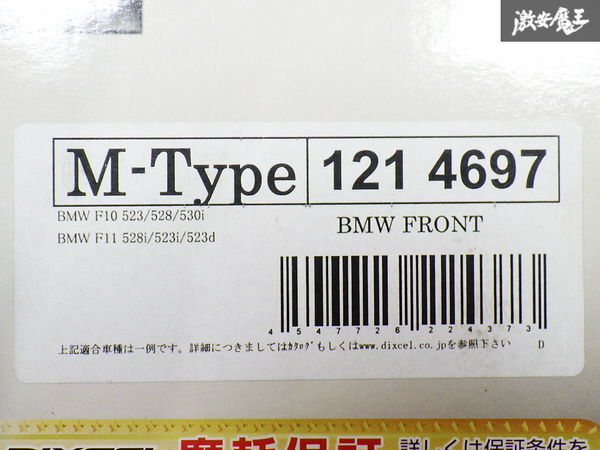 激安魔王
M-Type 121 4697
BMW F10 523/528/530i
BMW F11 528i/523i/523d
BMW FRONT
4547726224373
上記適合車種は一例です。詳細につきましてはｶﾀﾛｸﾞもしくはwww.dixcel.co.jpを参照下さい D
DIXCEL 摩耗保証 詳しくは保証条件を